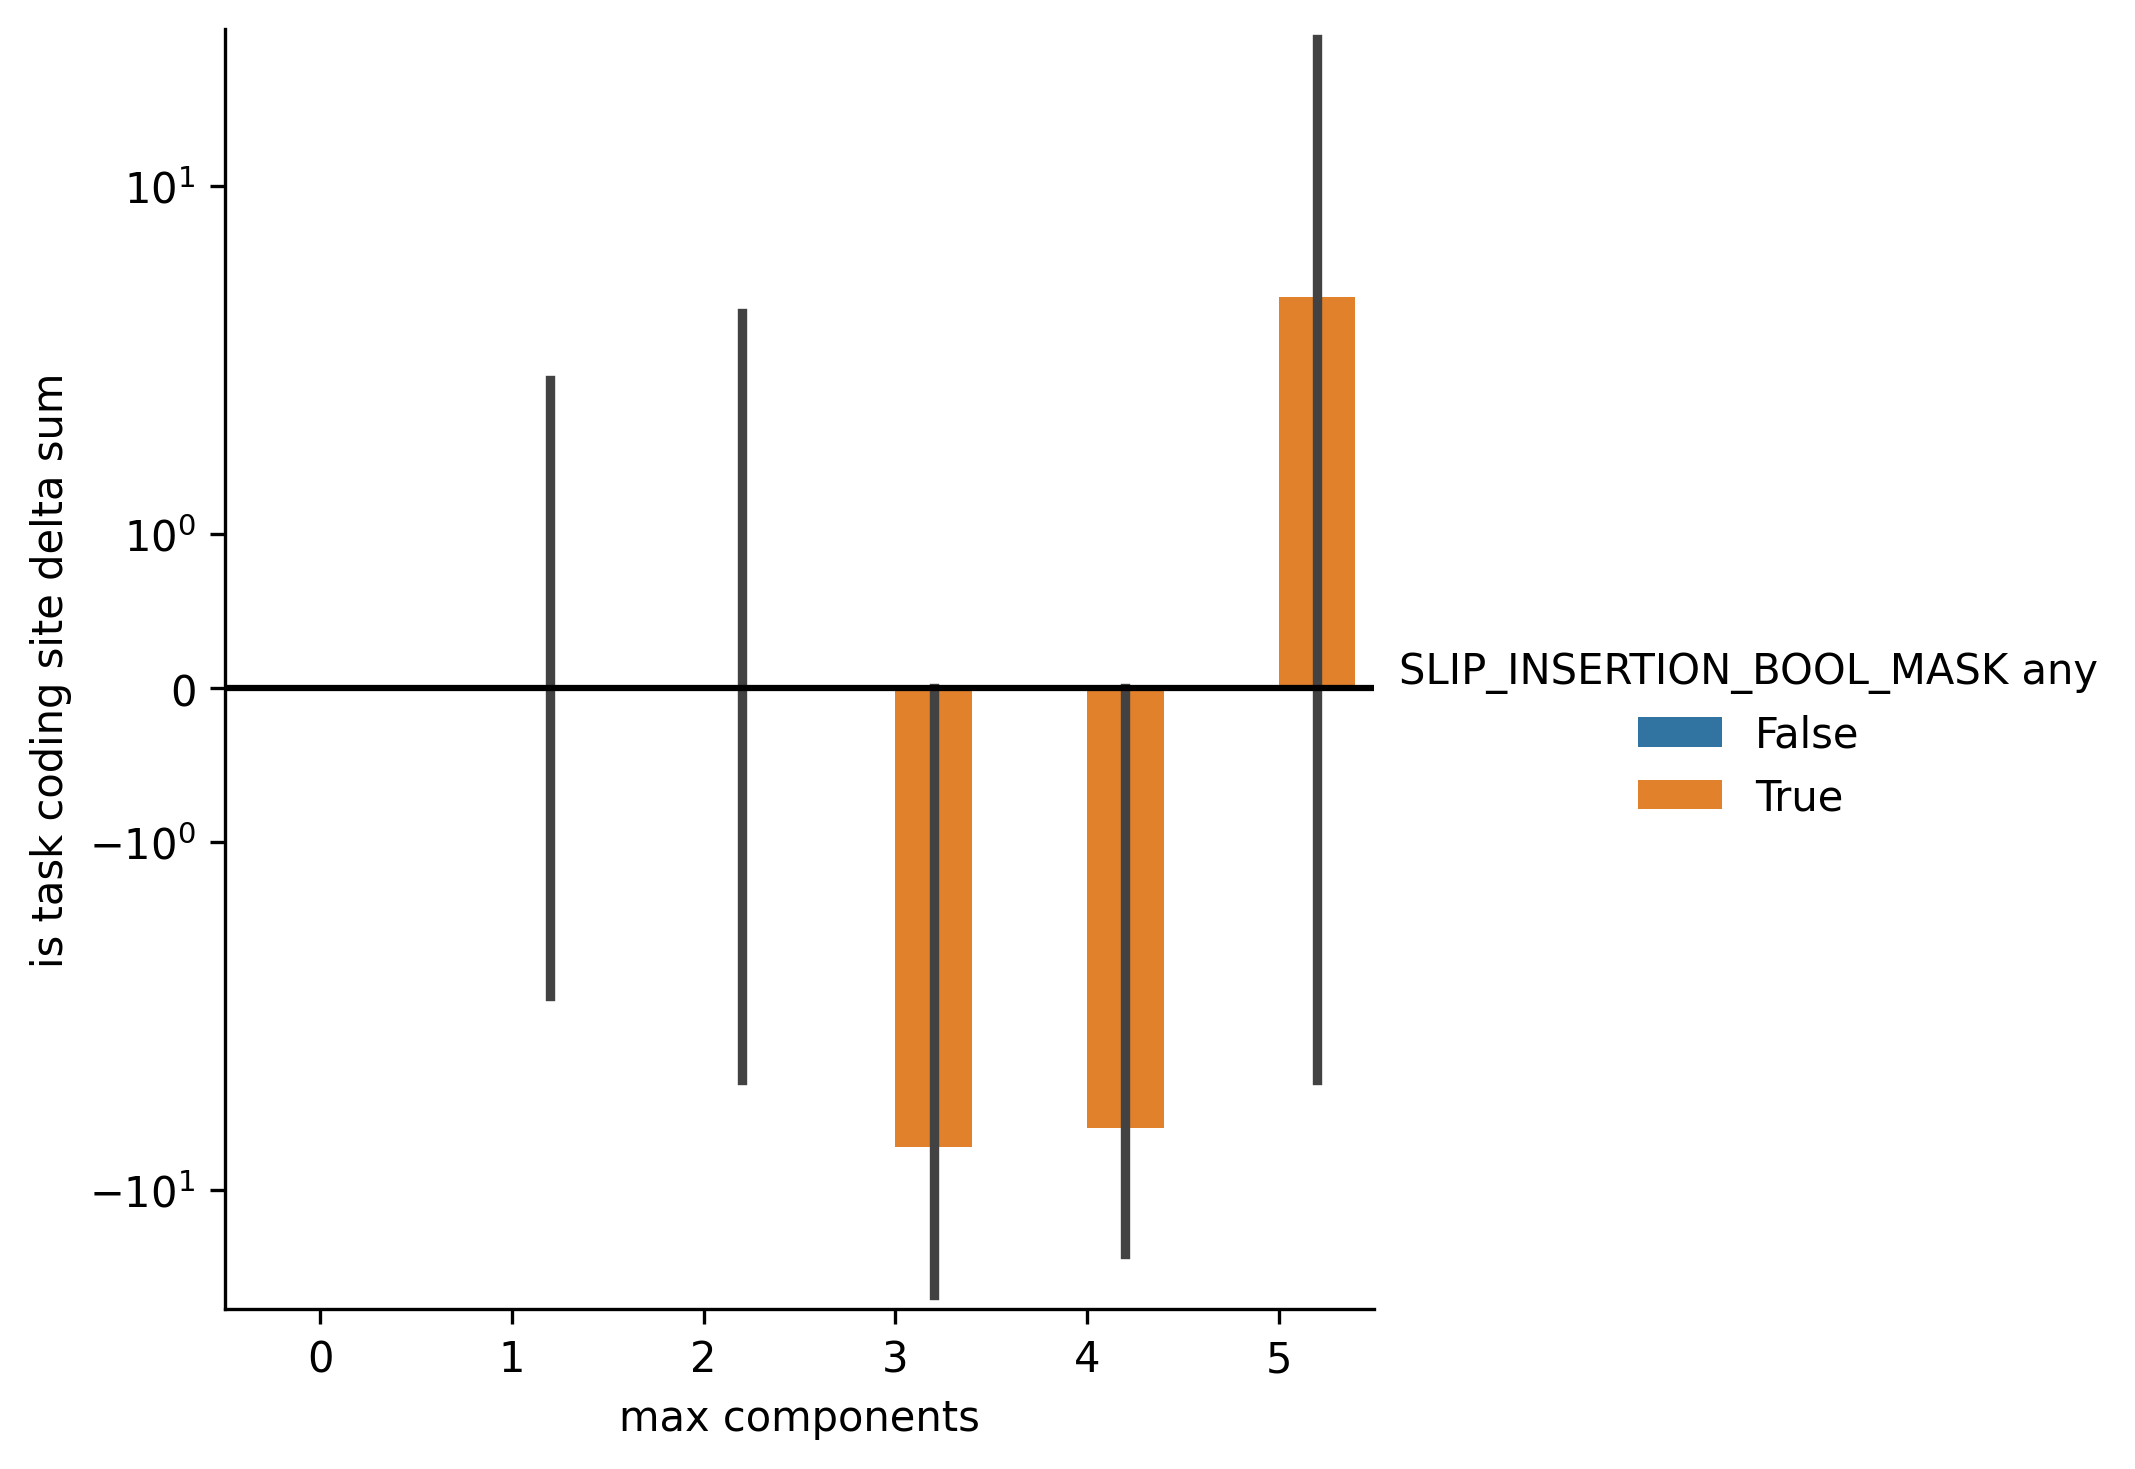 10¹
10⁰
0
−10⁰
−10¹
is task coding site delta sum
0 1 2 3 4 5
max components
SLIP_INSERTION_BOOL_MASK any
False
True